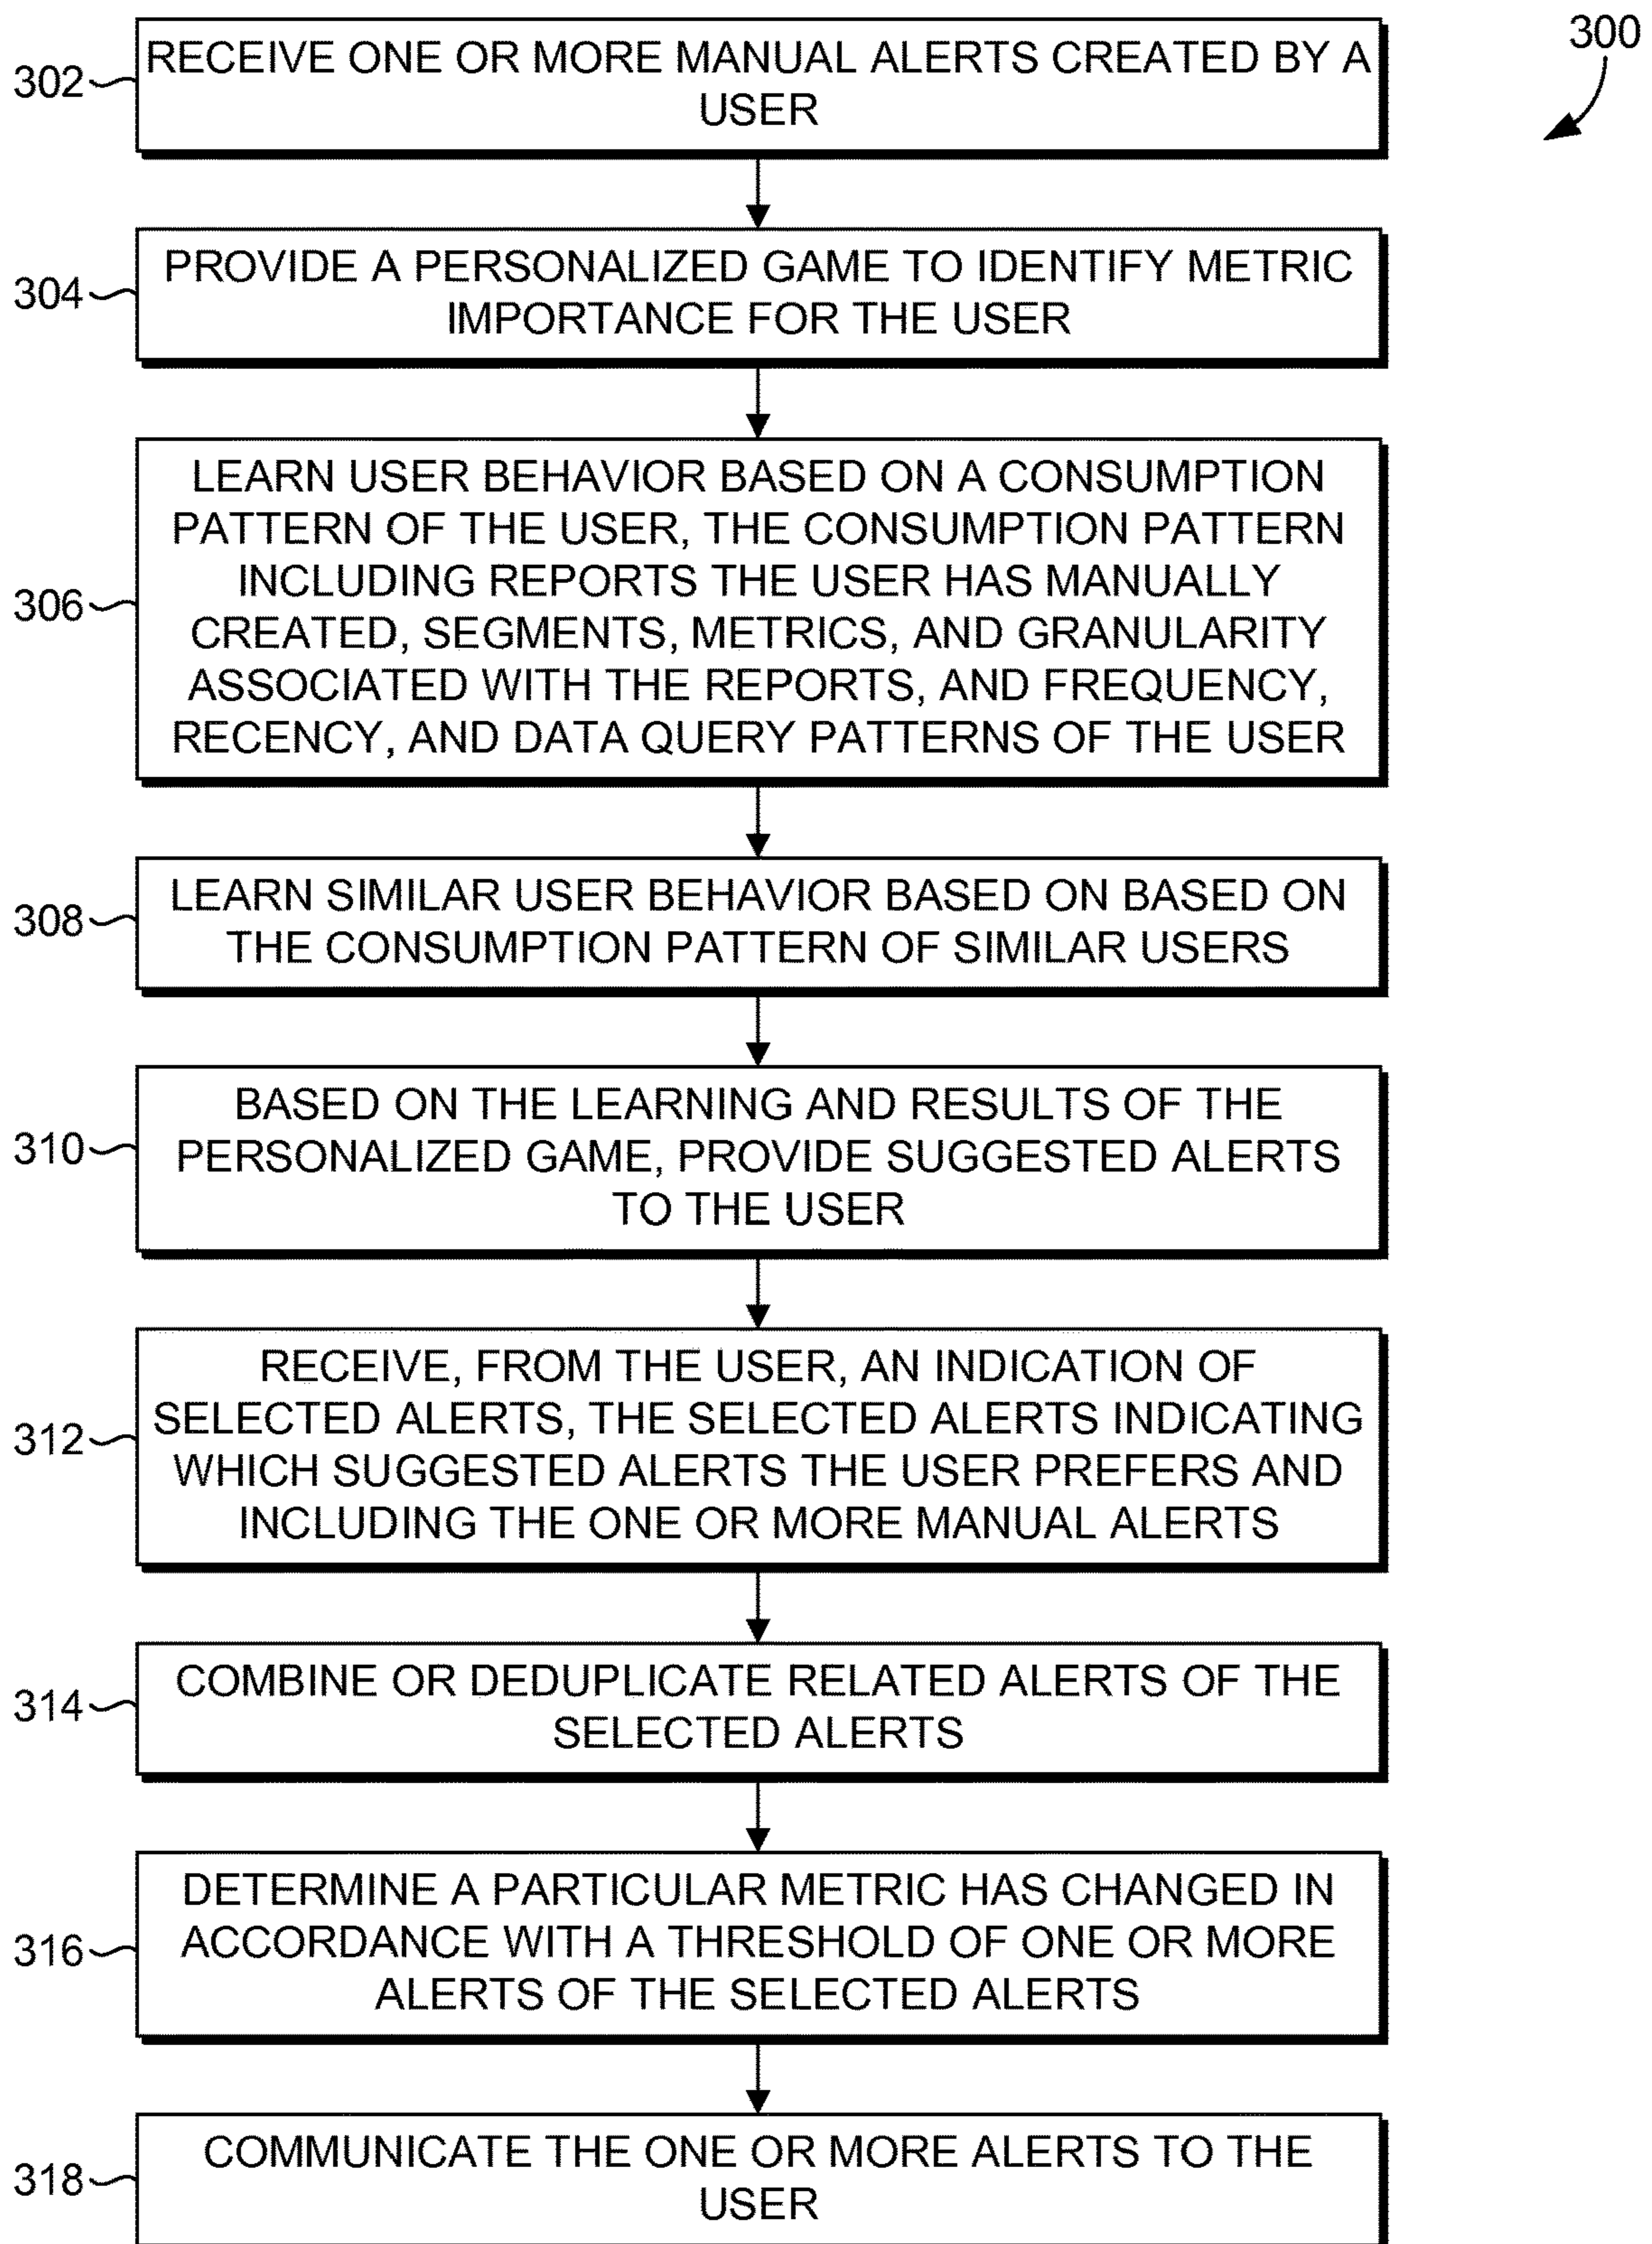 300
302
RECEIVE ONE OR MORE MANUAL ALERTS CREATED BY A
USER
304
PROVIDE A PERSONALIZED GAME TO IDENTIFY METRIC
IMPORTANCE FOR THE USER
306
LEARN USER BEHAVIOR BASED ON A CONSUMPTION
PATTERN OF THE USER, THE CONSUMPTION PATTERN
INCLUDING REPORTS THE USER HAS MANUALLY
CREATED, SEGMENTS, METRICS, AND GRANULARITY
ASSOCIATED WITH THE REPORTS, AND FREQUENCY,
RECENCY, AND DATA QUERY PATTERNS OF THE USER
308
LEARN SIMILAR USER BEHAVIOR BASED ON BASED ON
THE CONSUMPTION PATTERN OF SIMILAR USERS
310
BASED ON THE LEARNING AND RESULTS OF THE
PERSONALIZED GAME, PROVIDE SUGGESTED ALERTS
TO THE USER
312
RECEIVE, FROM THE USER, AN INDICATION OF
SELECTED ALERTS, THE SELECTED ALERTS INDICATING
WHICH SUGGESTED ALERTS THE USER PREFERS AND
INCLUDING THE ONE OR MORE MANUAL ALERTS
314
COMBINE OR DEDUPLICATE RELATED ALERTS OF THE
SELECTED ALERTS
316
DETERMINE A PARTICULAR METRIC HAS CHANGED IN
ACCORDANCE WITH A THRESHOLD OF ONE OR MORE
ALERTS OF THE SELECTED ALERTS
318
COMMUNICATE THE ONE OR MORE ALERTS TO THE
USER